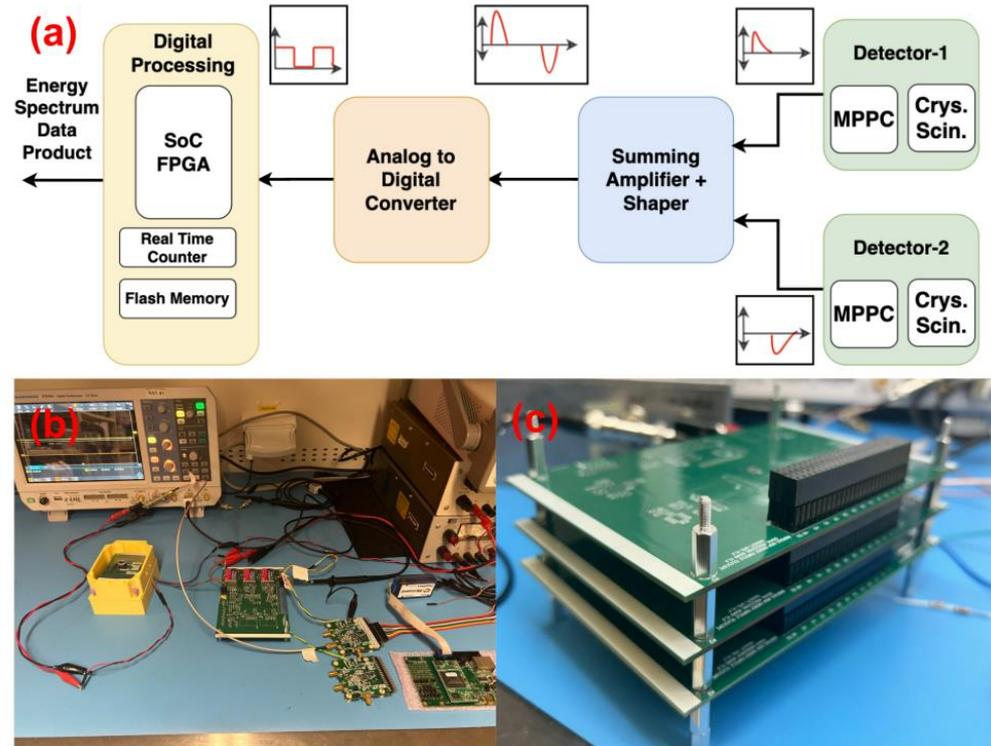 (a)
Digital
Processing
SoC
FPGA
Real Time
Counter
Flash Memory
Energy
Spectrum
Data
Product
Analog to
Digital
Converter
Summing
Amplifier +
Shaper
Detector-1
MPPC
Crys.
Scin.
Detector-2
MPPC
Crys.
Scin.
(b)
(c)